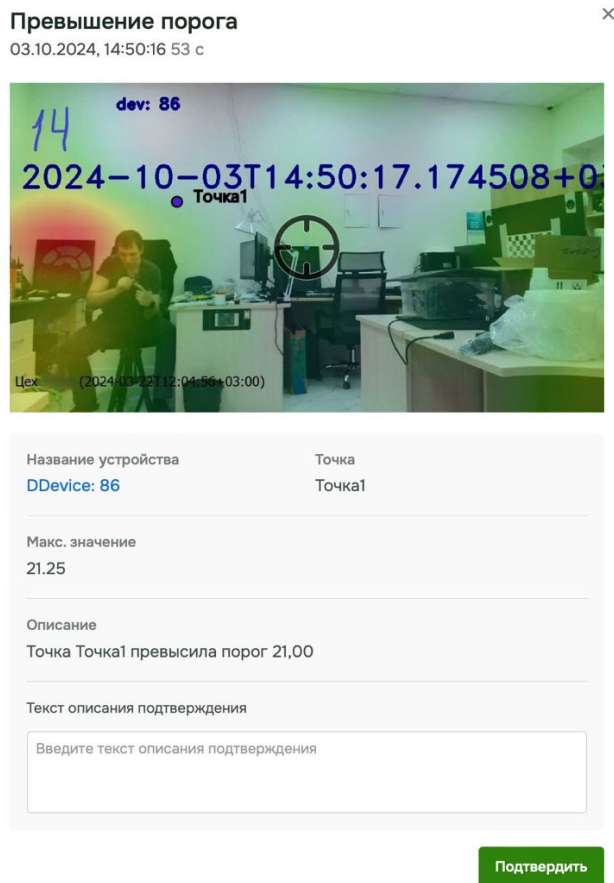 Превышение порога
03.10.2024, 14:50:16 53 с
dev: 86
14
2024-10-03T14:50:17.174508+0
Точка1
Цех (2024-03-22T12:04:56+03:00)
Название устройства
Точка
DDevice: 86
Точка1
Макс. значение
21.25
Описание
Точка Точка1 превысила порог 21,00
Текст описания подтверждения
Введите текст описания подтверждения
Подтвердить